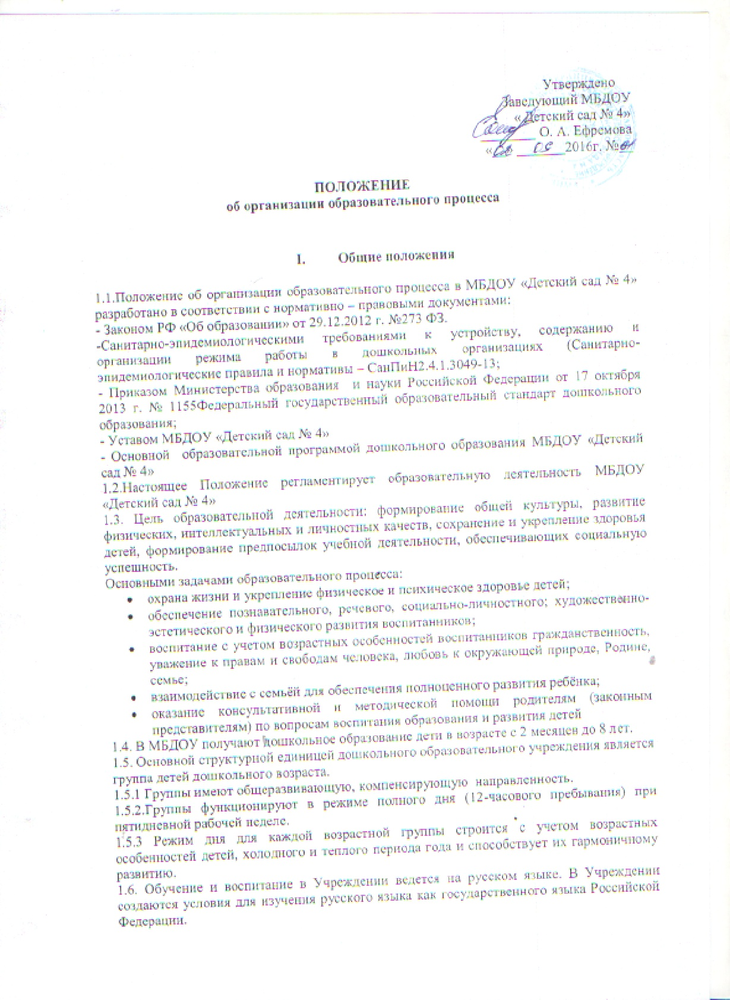 Утверждено
Заведующий МБДОУ
« Детский сад № 4»
О. А. Ефремова
« » 09 2016г. №
ПОЛОЖЕНИЕ
об организации образовательного процесса
1. Общие положения
1.1.Положение об организации образовательного процесса в МБДОУ «Детский сад № 4»
разработано в соответствии с нормативно – правовыми документами:
- Законом РФ «Об образовании» от 29.12.2012 г. №273 ФЗ.
-Санитарно-эпидемиологическими требованиями к устройству, содержанию и
организации режима работы в дошкольных организациях (Санитарно-
эпидемиологические правила и нормативы – СанПиН2.4.1.3049-13;
- Приказом Министерства образования и науки Российской Федерации от 17 октября
2013 г. № 1155Федеральный государственный образовательный стандарт дошкольного
образования;
- Уставом МБДОУ «Детский сад № 4»
- Основной образовательной программой дошкольного образования МБДОУ «Детский
сад № 4»
1.2.Настоящее Положение регламентирует образовательную деятельность МБДОУ
«Детский сад № 4»
1.3. Цель образовательной деятельности: формирование общей культуры, развитие
физических, интеллектуальных и личностных качеств, сохранение и укрепление здоровья
детей, формирование предпосылок учебной деятельности, обеспечивающих социальную
успешность.
Основными задачами образовательного процесса:
• охрана жизни и укрепление физическое и психическое здоровье детей;
• обеспечение познавательного, речевого, социально-личностного; художественно-
эстетического и физического развития воспитанников;
• воспитание с учетом возрастных особенностей воспитанников гражданственность,
уважение к правам и свободам человека, любовь к окружающей природе, Родине,
семье;
• взаимодействие с семьёй для обеспечения полноценного развития ребёнка;
• оказание консультативной и методической помощи родителям (законным
представителям) по вопросам воспитания образования и развития детей
1.4. В МБДОУ получают дошкольное образование дети в возрасте с 2 месяцев до 8 лет.
1.5. Основной структурной единицей дошкольного образовательного учреждения является
группа детей дошкольного возраста.
1.5.1 Группы имеют общеразвивающую, компенсирующую направленность.
1.5.2.Группы функционируют в режиме полного дня (12-часового пребывания) при
пятидневной рабочей неделе.
1.5.3 Режим дня для каждой возрастной группы строится с учетом возрастных
особенностей детей, холодного и теплого периода года и способствует их гармоничному
развитию.
1.6. Обучение и воспитание в Учреждении ведется на русском языке. В Учреждении
создаются условия для изучения русского языка как государственного языка Российской
Федерации.